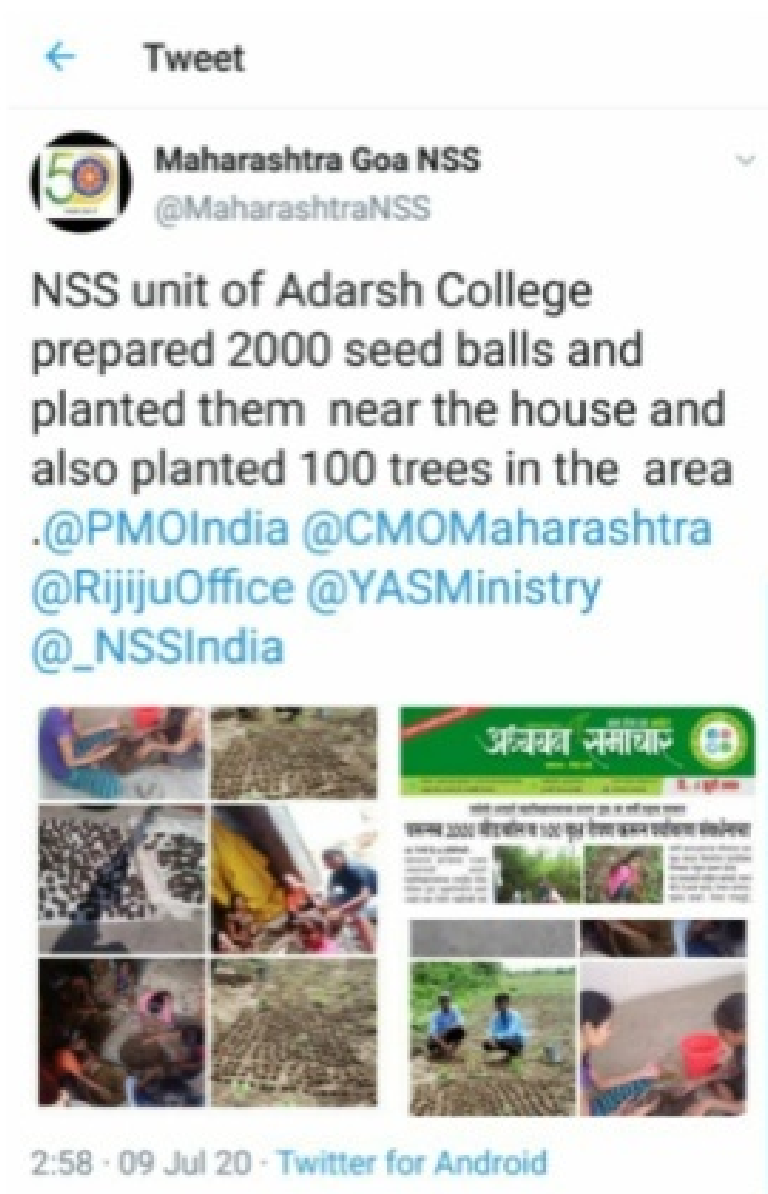 Tweet
50
Maharashtra Goa NSS
@MaharashtraNSS
NSS unit of Adarsh College
prepared 2000 seed balls and
planted them near the house and
also planted 100 trees in the area
.@PMOIndia @CMOMaharashtra
@RijijuOffice @YASMinistry
@_NSSIndia
समाचार
2:58 · 09 Jul 20 · Twitter for Android